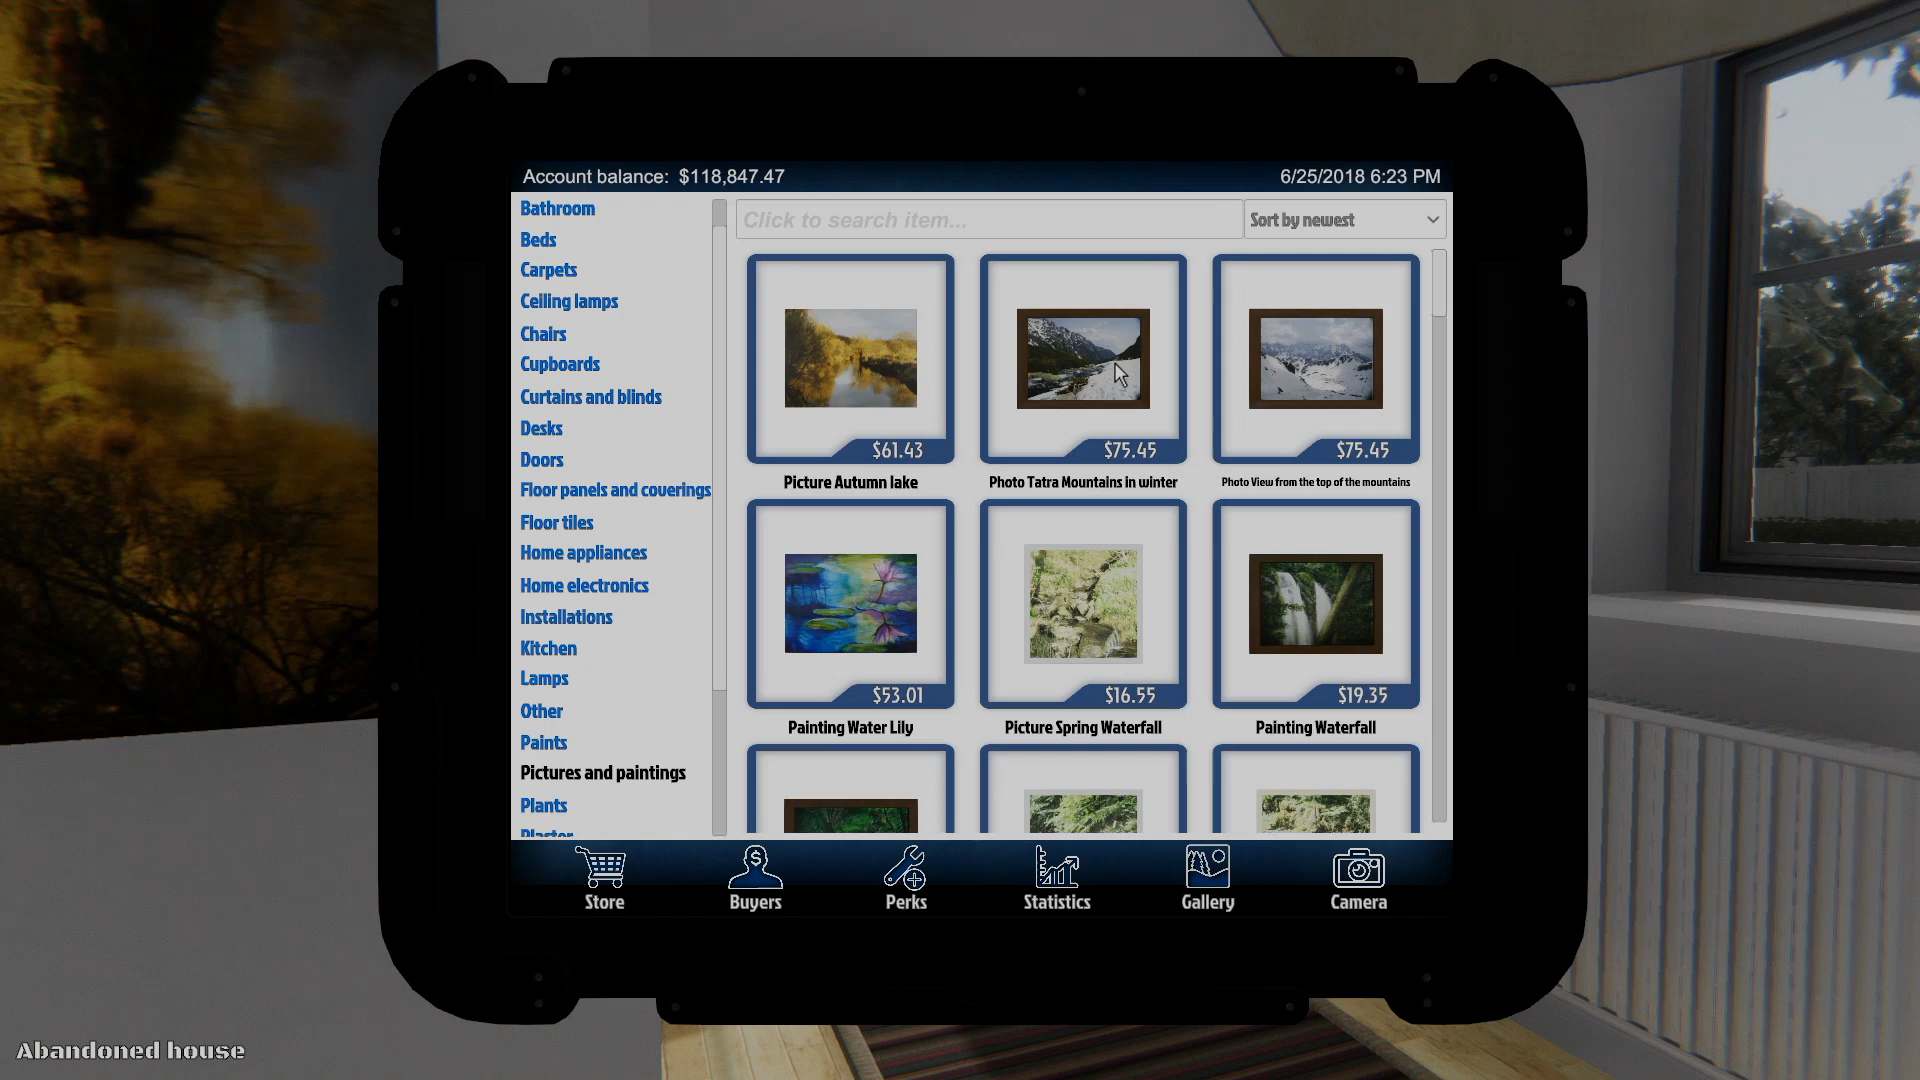 Account balance: $118,847.47
6/25/2018 6:23 PM
Bathroom
Beds
Carpets
Ceiling lamps
Chairs
Cupboards
Curtains and blinds
Desks
Doors
Floor panels and coverings
Floor tiles
Home appliances
Home electronics
Installations
Kitchen
Lamps
Other
Paints
Pictures and paintings
Plants
Plaster
Click to search item...
Sort by newest
$61.43
$75.45
$75.45
Picture Autumn lake
Photo Tatra Mountains in winter
Photo View from the top of the mountains
$53.01
$16.55
$19.35
Painting Water Lily
Picture Spring Waterfall
Painting Waterfall
Store
Buyers
Perks
Statistics
Gallery
Camera
Abandoned house